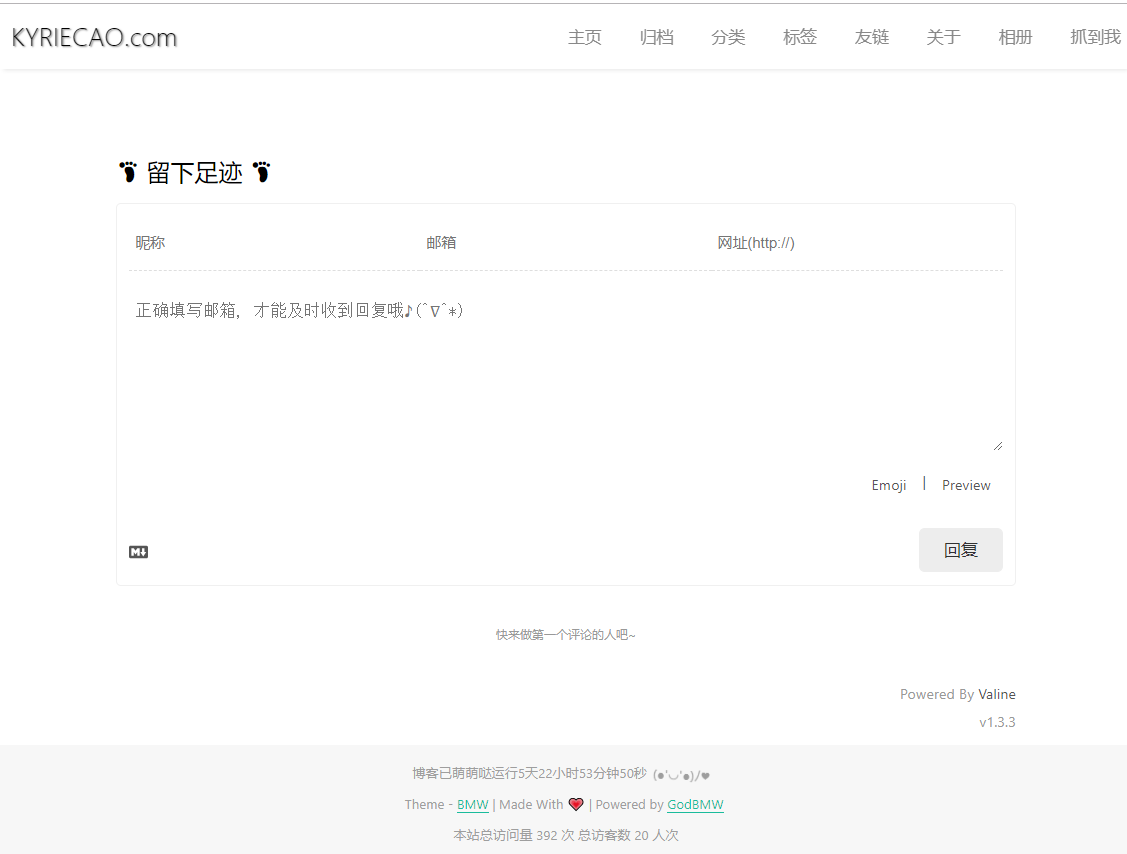 KYRIECAO.com 主页 归档 分类 标签 友链 关于 相册 抓到我
👣 留下足迹 👣
昵称 邮箱 网址(http://)
正确填写邮箱，才能及时收到回复哦♪(^∇^*)
Emoji | Preview
M↓ 回复
快来做第一个评论的人吧~
Powered By Valine
v1.3.3
博客已萌萌哒运行5天22小时53分钟50秒 (●'◡'●)/♥
Theme - BMW | Made With 💗 | Powered by GodBMW
本站总访问量 392 次 总访客数 20 人次